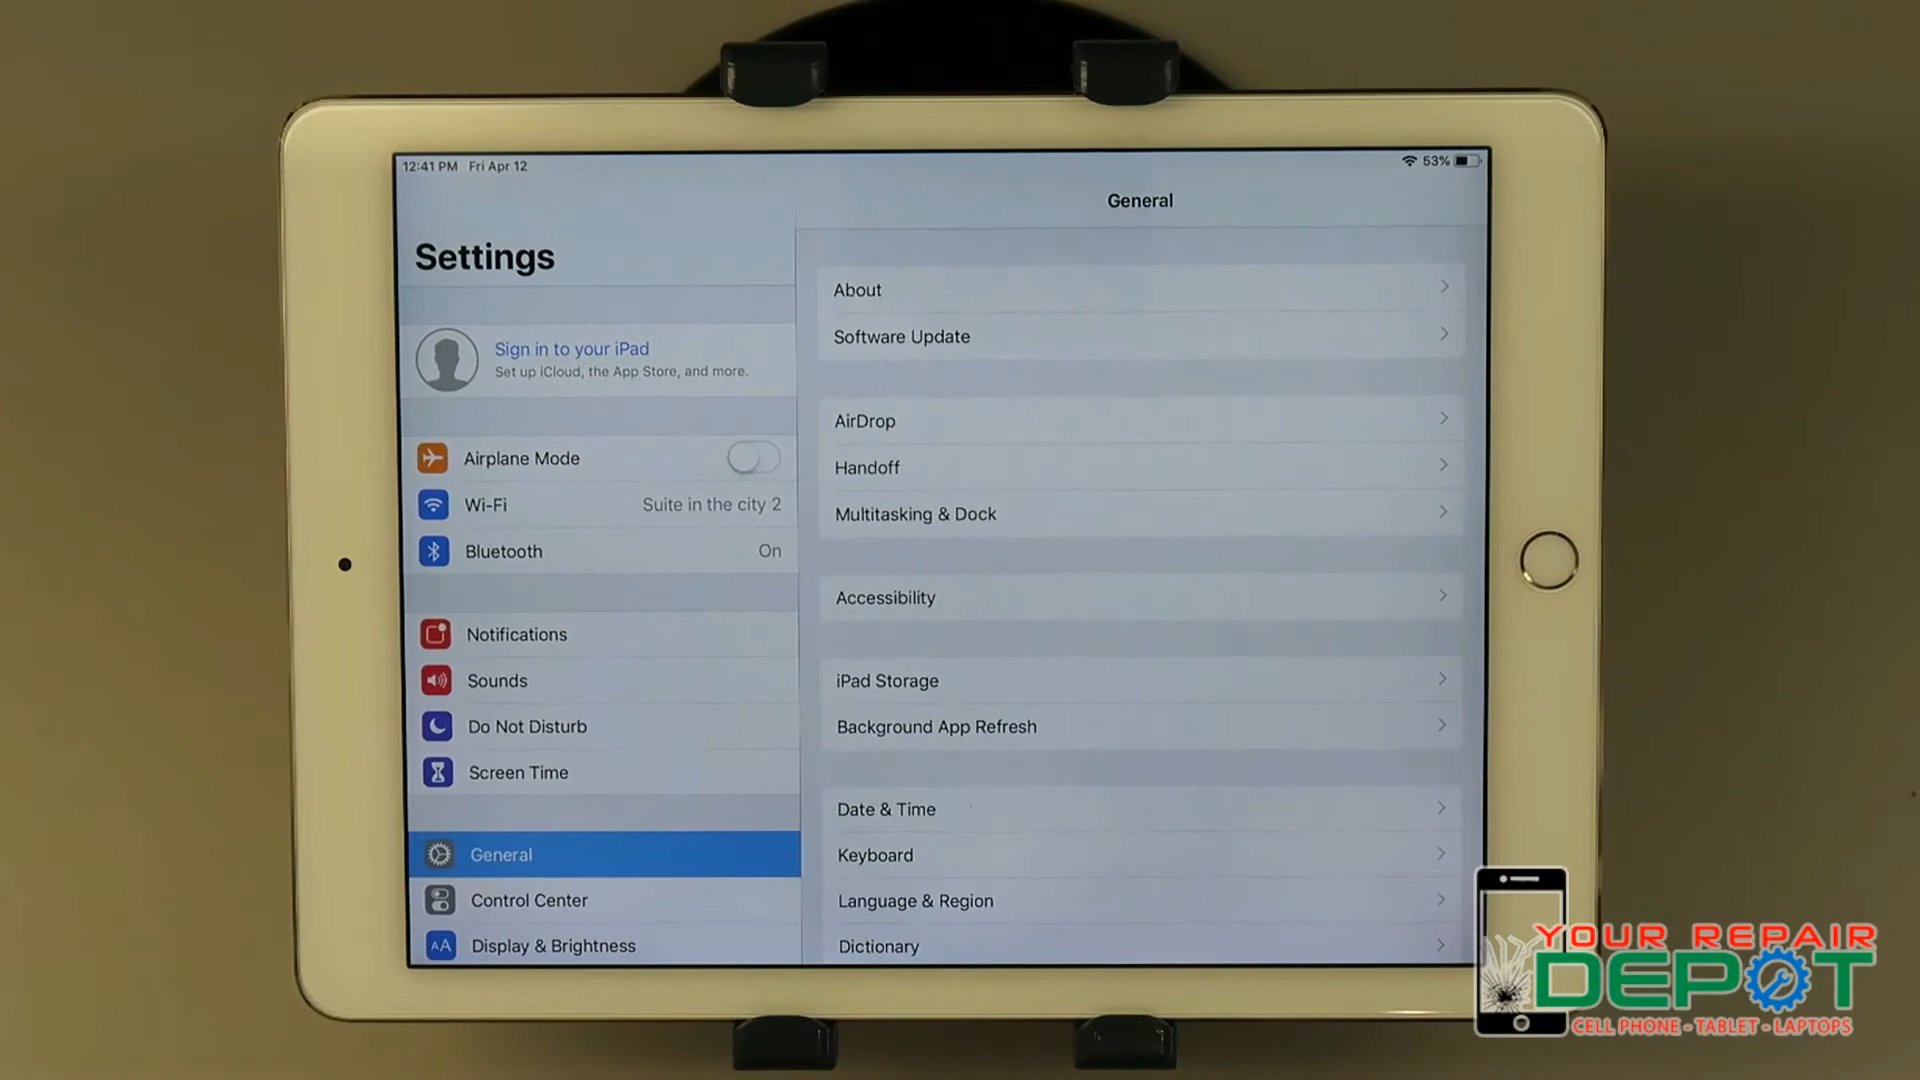 12:41 PM Fri Apr 12
53%
Settings
Sign in to your iPad
Set up iCloud, the App Store, and more.
Airplane Mode
Wi-Fi Suite in the city 2
Bluetooth On
Notifications
Sounds
Do Not Disturb
Screen Time
General
Control Center
AA Display & Brightness
General
About
Software Update
AirDrop
Handoff
Multitasking & Dock
Accessibility
iPad Storage
Background App Refresh
Date & Time
Keyboard
Language & Region
Dictionary
YOUR REPAIR
DEPOT
CELL PHONE - TABLET - LAPTOPS